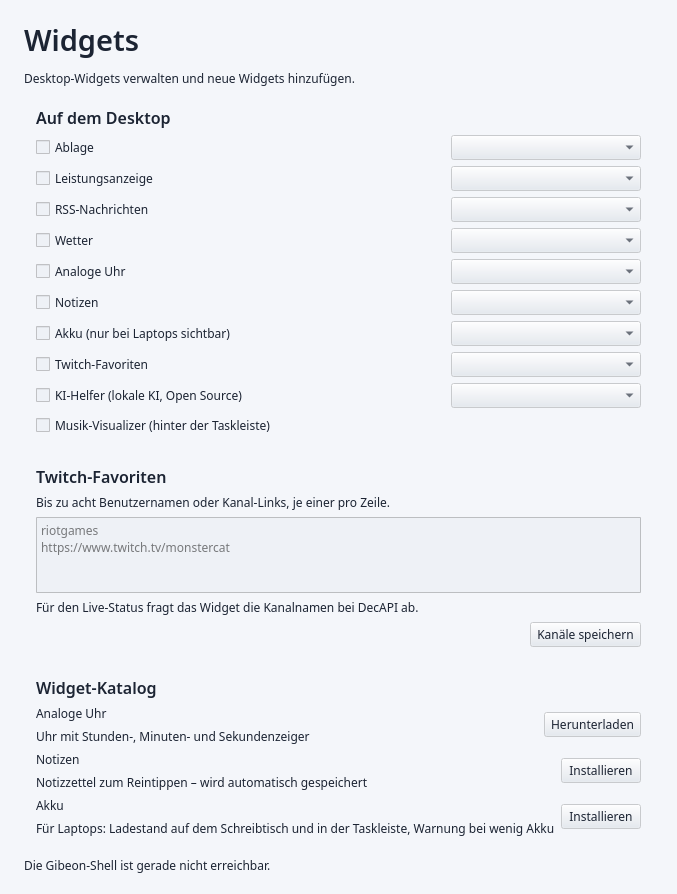 Widgets
Desktop-Widgets verwalten und neue Widgets hinzufügen.
Auf dem Desktop
Ablage
Leistungsanzeige
RSS-Nachrichten
Wetter
Analoge Uhr
Notizen
Akku (nur bei Laptops sichtbar)
Twitch-Favoriten
KI-Helfer (lokale KI, Open Source)
Musik-Visualizer (hinter der Taskleiste)
Twitch-Favoriten
Bis zu acht Benutzernamen oder Kanal-Links, je einer pro Zeile.
riotgames
https://www.twitch.tv/monstercat
Für den Live-Status fragt das Widget die Kanalnamen bei DecAPI ab.
Kanäle speichern
Widget-Katalog
Analoge Uhr
Herunterladen
Uhr mit Stunden-, Minuten- und Sekundenzeiger
Notizen
Installieren
Notizzettel zum Reintippen – wird automatisch gespeichert
Akku
Installieren
Für Laptops: Ladestand auf dem Schreibtisch und in der Taskleiste, Warnung bei wenig Akku
Die Gibeon-Shell ist gerade nicht erreichbar.